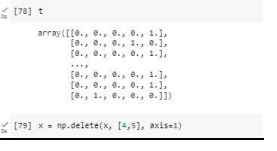 [78] t
0s
array([[0., 0., 0., 0., 1.],
[0., 0., 0., 1., 0.],
[0., 0., 0., 0., 1.],
...,
[0., 0., 0., 0., 1.],
[0., 0., 0., 0., 1.],
[0., 1., 0., 0., 0.]])
[79] x = np.delete(x, [4,5], axis=1)
0s